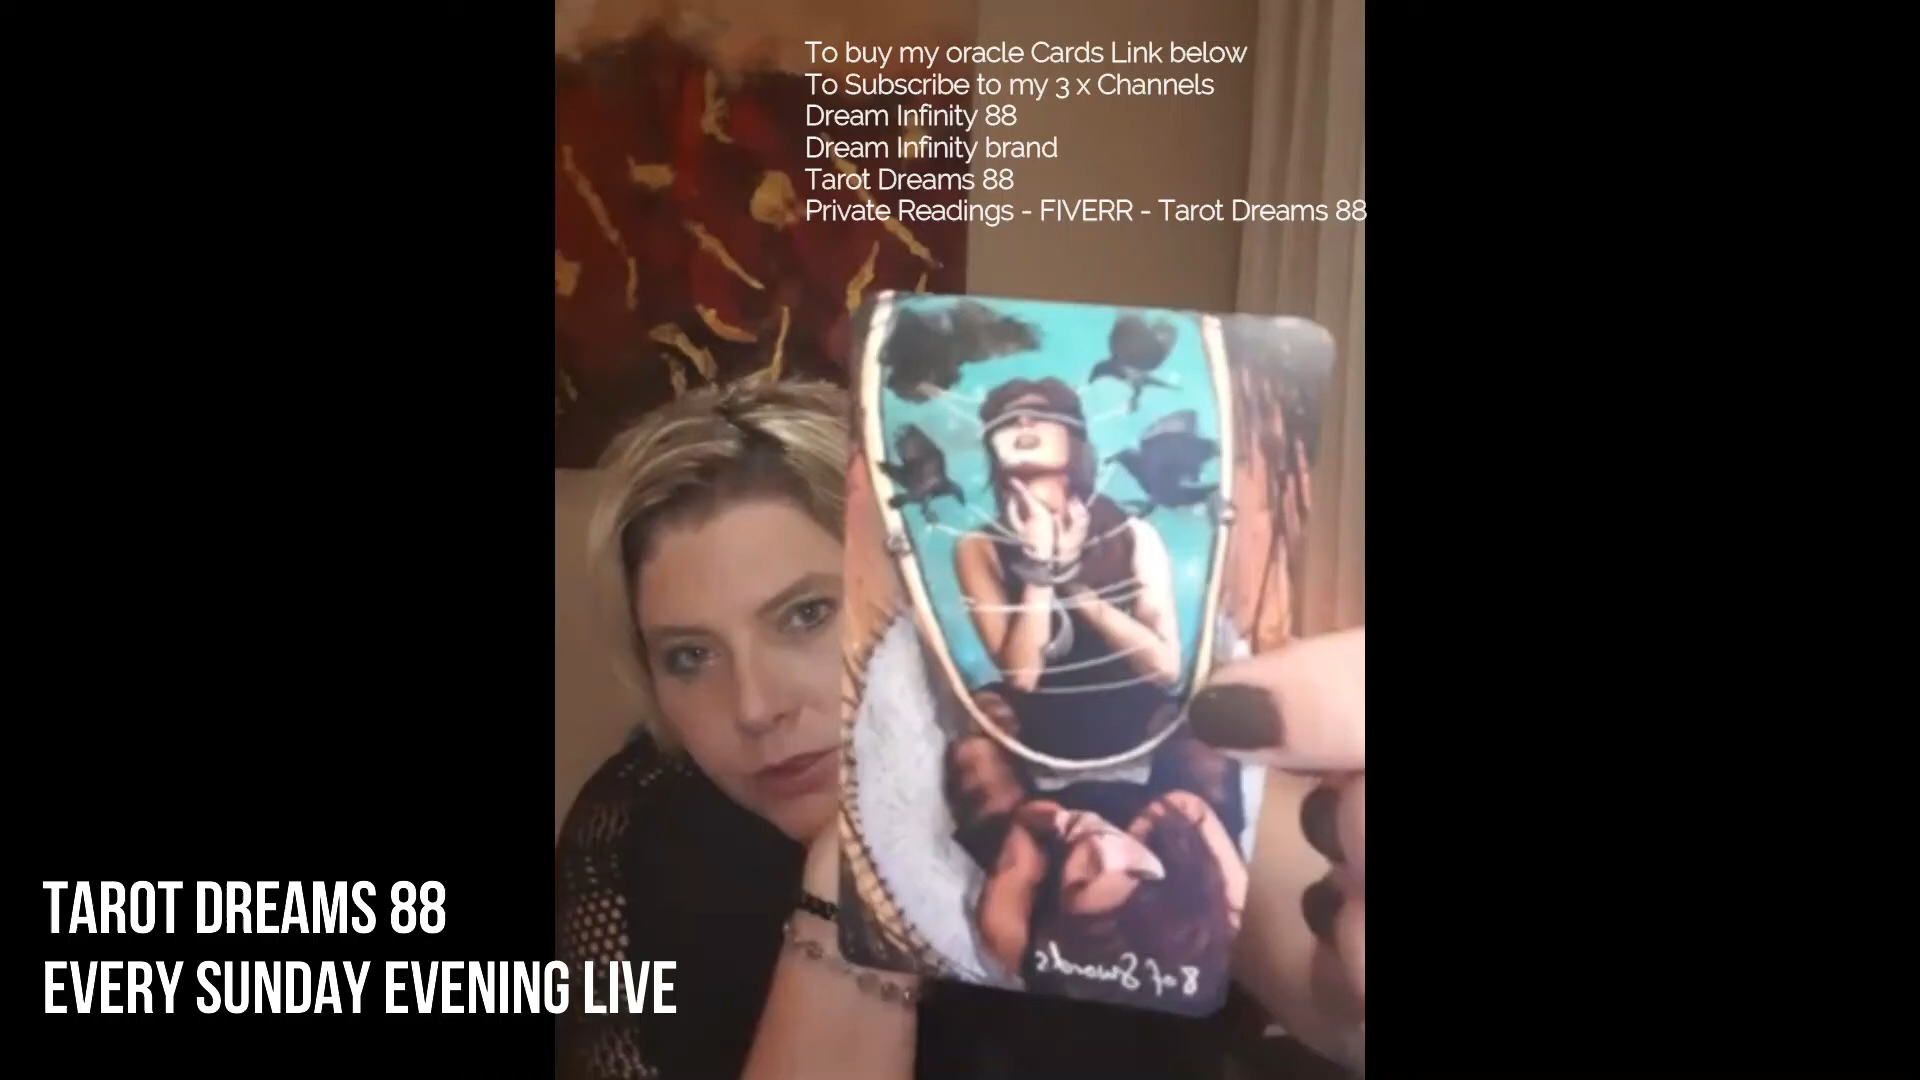 To buy my oracle Cards Link below
To Subscribe to my 3 x Channels
Dream Infinity 88
Dream Infinity brand
Tarot Dreams 88
Private Readings - FIVERR - Tarot Dreams 88
8 of Swords
TAROT DREAMS 88
EVERY SUNDAY EVENING LIVE